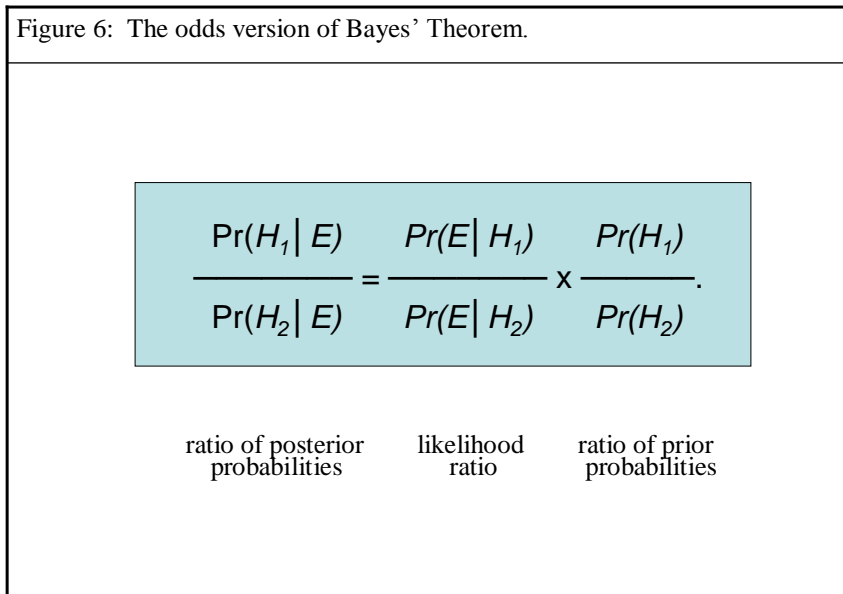 Figure 6: The odds version of Bayes’ Theorem.
Pr(H₁| E) Pr(E| H₁) Pr(H₁)
= x .
Pr(H₂| E) Pr(E| H₂) Pr(H₂)
ratio of posterior likelihood ratio of prior
probabilities ratio probabilities